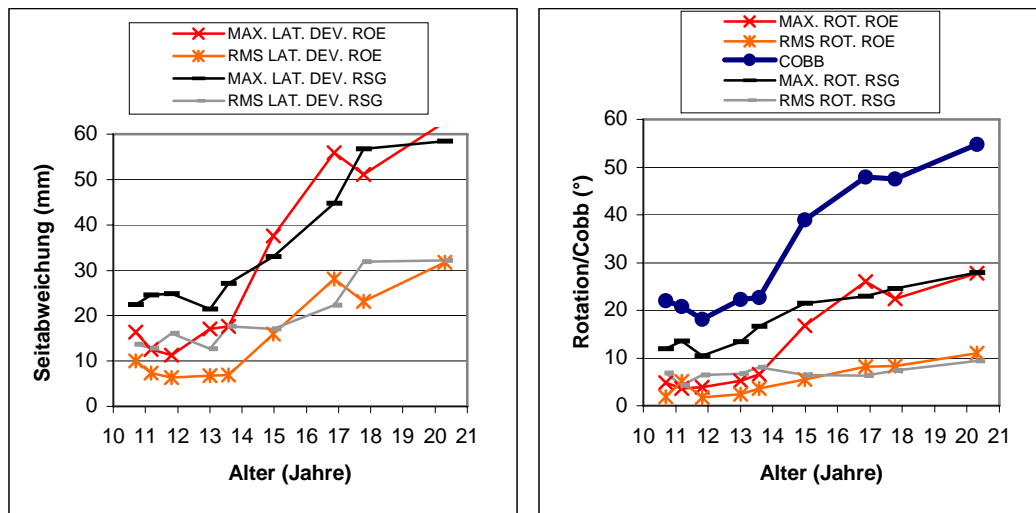 MAX. LAT. DEV. ROE
RMS LAT. DEV. ROE
MAX. LAT. DEV. RSG
RMS LAT. DEV. RSG
60
50
40
30
20
10
0
Seitabweichung (mm)
10 11 12 13 14 15 16 17 18 19 20 21
Alter (Jahre)
MAX. ROT. ROE
RMS ROT. ROE
COBB
MAX. ROT. RSG
RMS ROT. RSG
60
50
40
30
20
10
0
Rotation/Cobb (°)
10 11 12 13 14 15 16 17 18 19 20 21
Alter (Jahre)